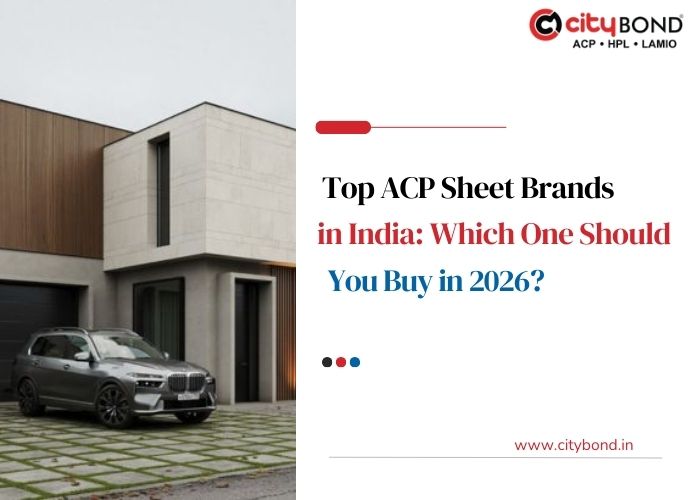 citYBOND®
ACP • HPL • LAMIO
Top ACP Sheet Brands
in India: Which One Should
You Buy in 2026?
www.citybond.in